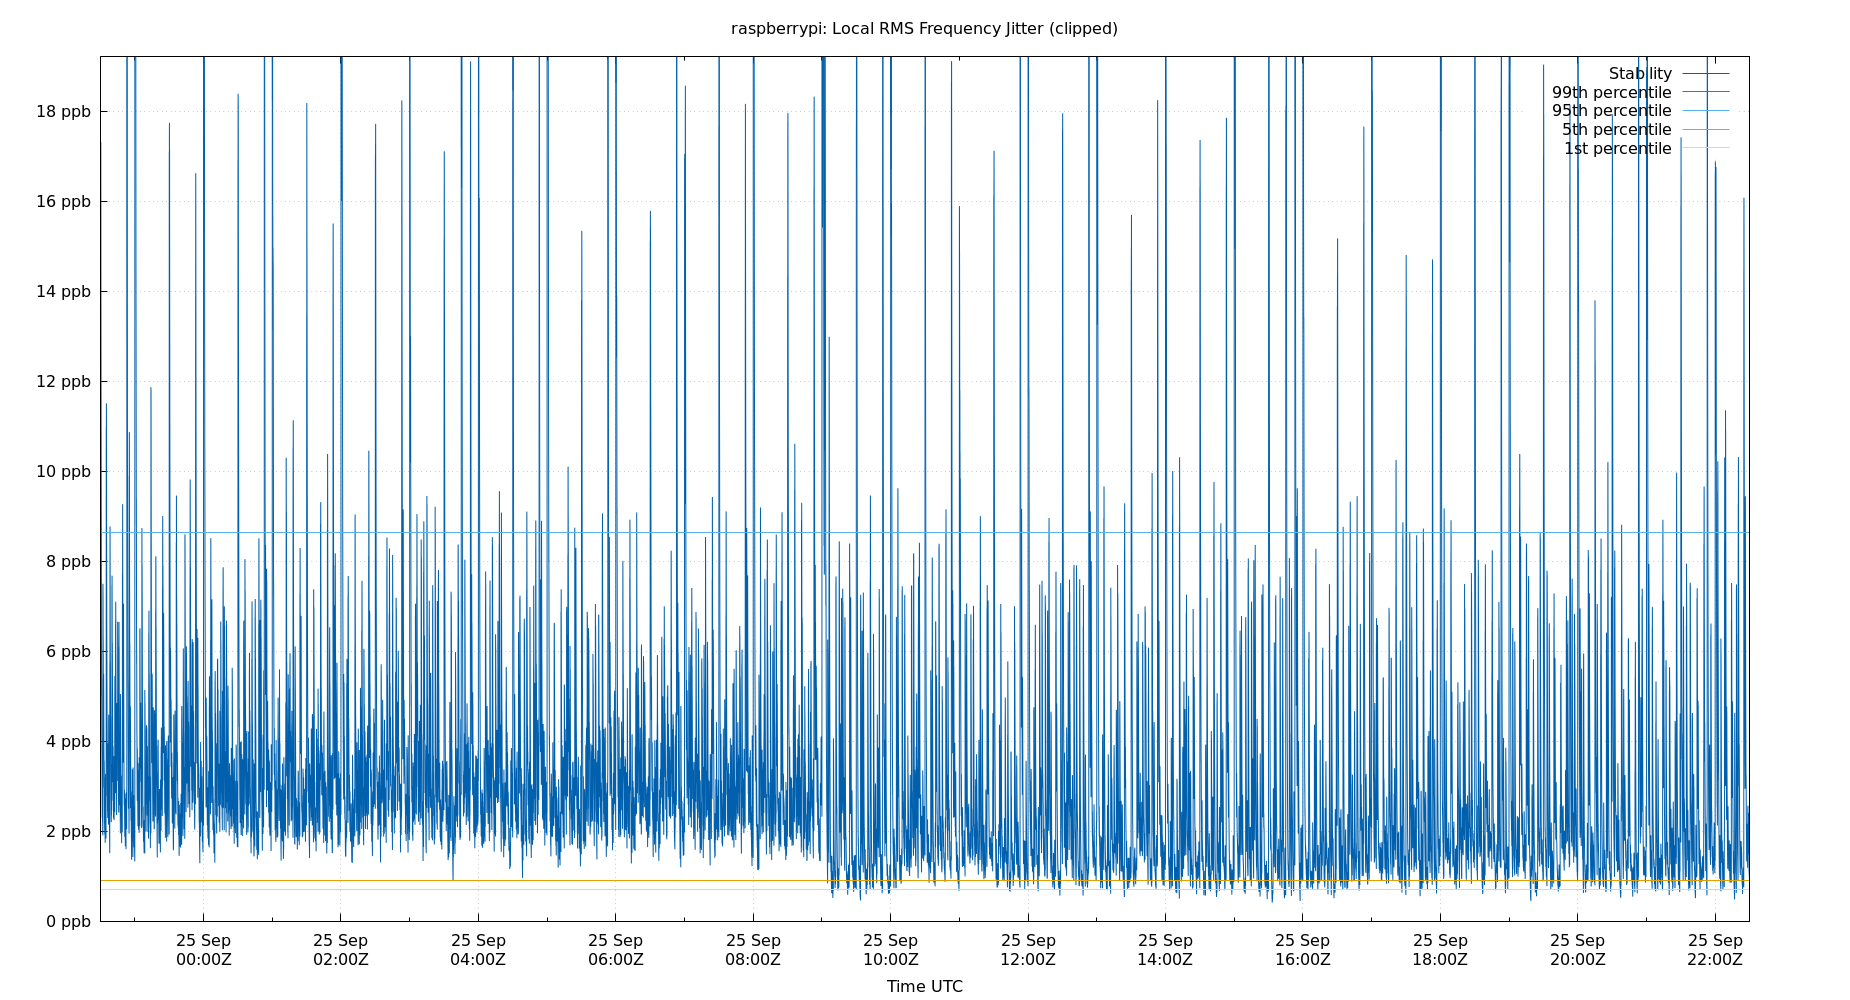 raspberrypi: Local RMS Frequency Jitter (clipped)
Stability
99th percentile
95th percentile
5th percentile
1st percentile
18 ppb
16 ppb
14 ppb
12 ppb
10 ppb
8 ppb
6 ppb
4 ppb
2 ppb
0 ppb
25 Sep 25 Sep 25 Sep 25 Sep 25 Sep 25 Sep 25 Sep 25 Sep 25 Sep 25 Sep 25 Sep 25 Sep
00:00Z 02:00Z 04:00Z 06:00Z 08:00Z 10:00Z 12:00Z 14:00Z 16:00Z 18:00Z 20:00Z 22:00Z
Time UTC